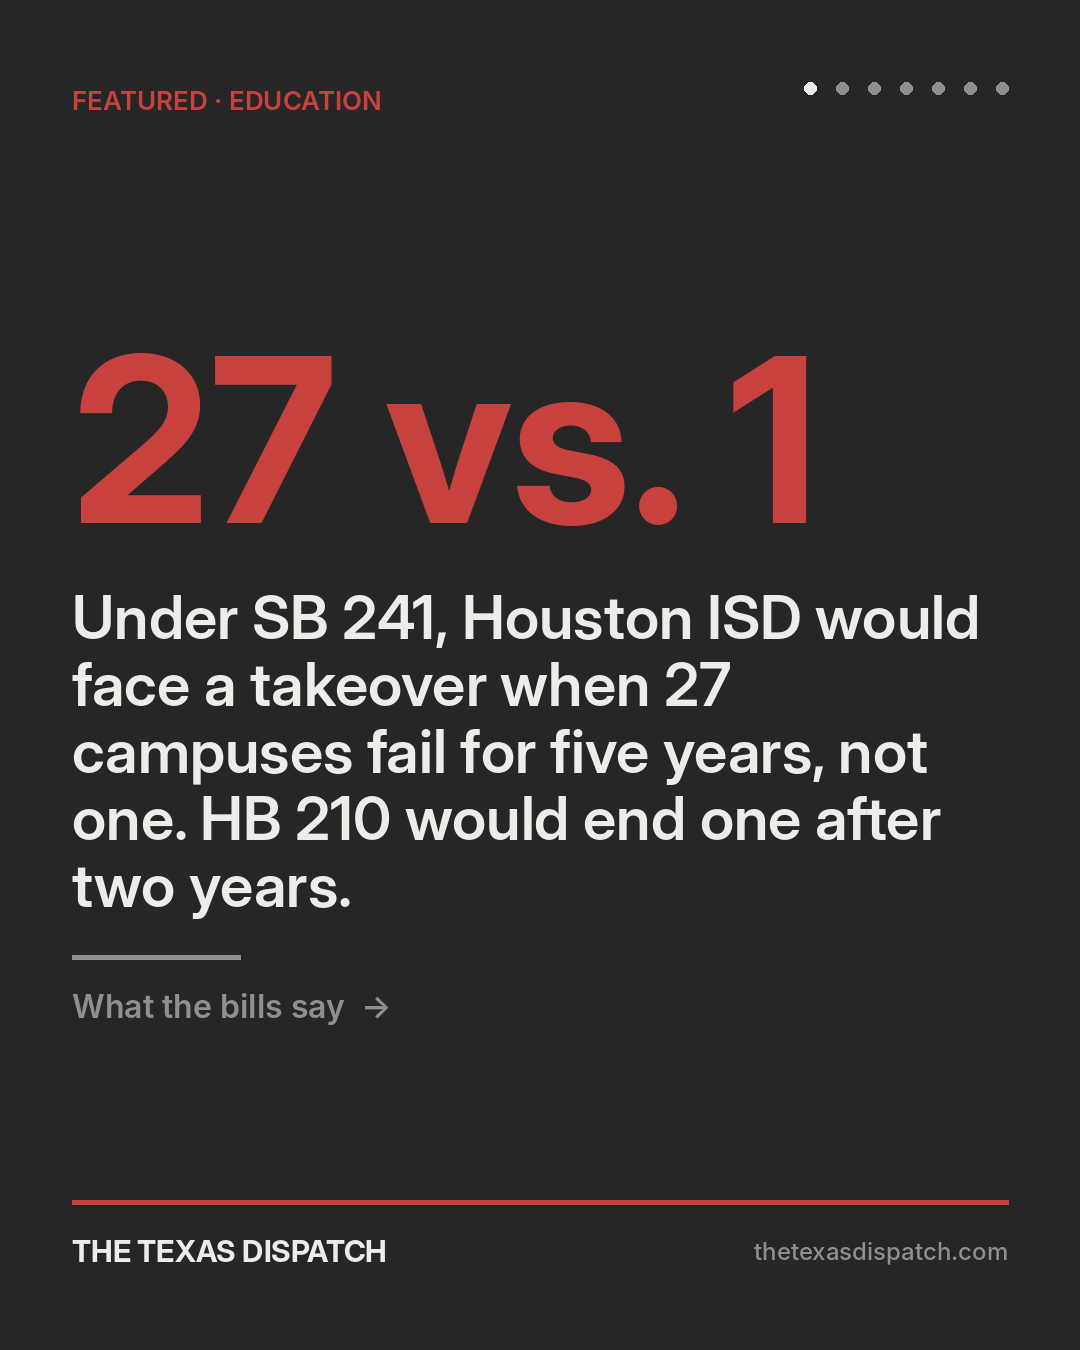 FEATURED · EDUCATION
27 vs. 1
Under SB 241, Houston ISD would
face a takeover when 27
campuses fail for five years, not
one. HB 210 would end one after
two years.
What the bills say →
THE TEXAS DISPATCH
thetexasdispatch.com